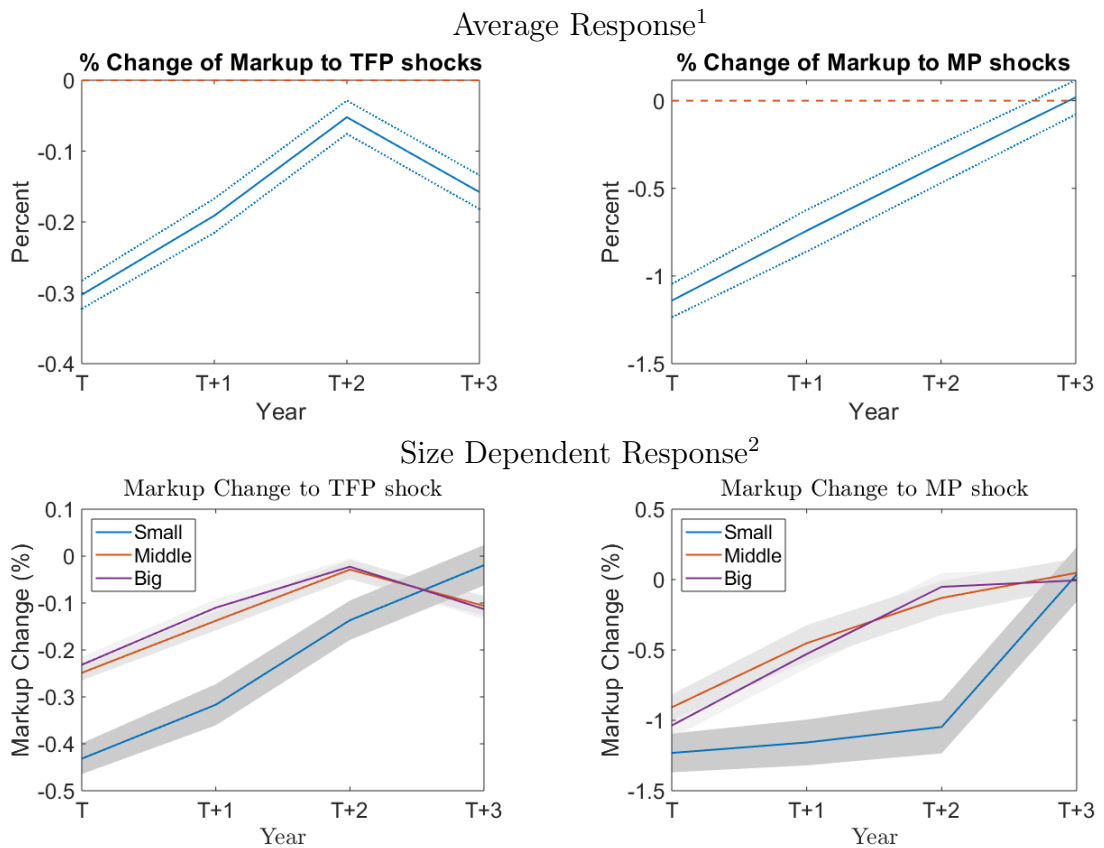 Average Response1
% Change of Markup to TFP shocks
% Change of Markup to MP shocks
0
-0.1
-0.2
-0.3
-0.4
Percent
T
T+1
T+2
T+3
Year
0
-0.5
-1
-1.5
Percent
T
T+1
T+2
T+3
Year
Size Dependent Response2
Markup Change to TFP shock
Markup Change to MP shock
0.1
0
-0.1
-0.2
-0.3
-0.4
-0.5
Markup Change (%)
Small
Middle
Big
T
T+1
T+2
T+3
Year
0.5
0
-0.5
-1
-1.5
Markup Change (%)
Small
Middle
Big
T
T+1
T+2
T+3
Year